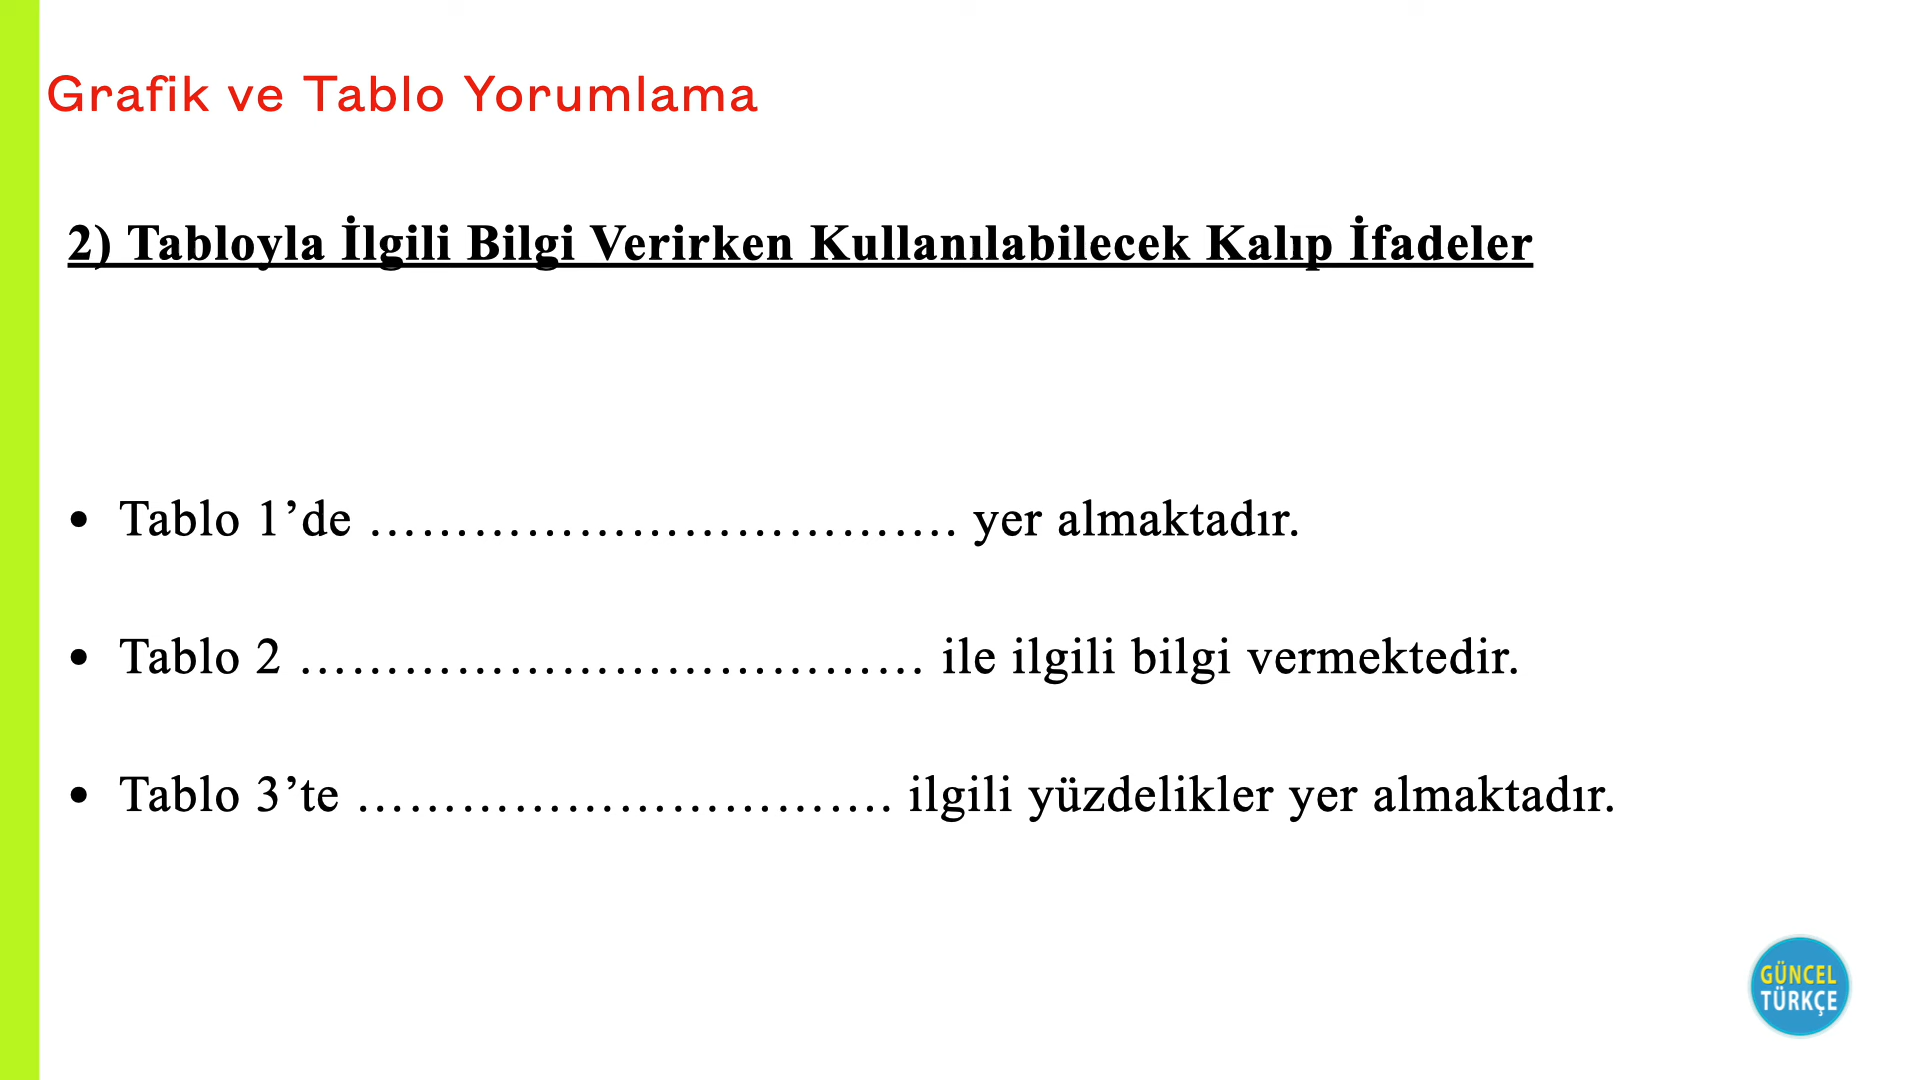 Grafik ve Tablo Yorumlama
2) Tabloyla İlgili Bilgi Verirken Kullanılabilecek Kalıp İfadeler
• Tablo 1’de ………………………………. yer almaktadır.
• Tablo 2 ……………………………… ile ilgili bilgi vermektedir.
• Tablo 3’te …………………………. ilgili yüzdelikler yer almaktadır.
GÜNCEL
TÜRKÇE